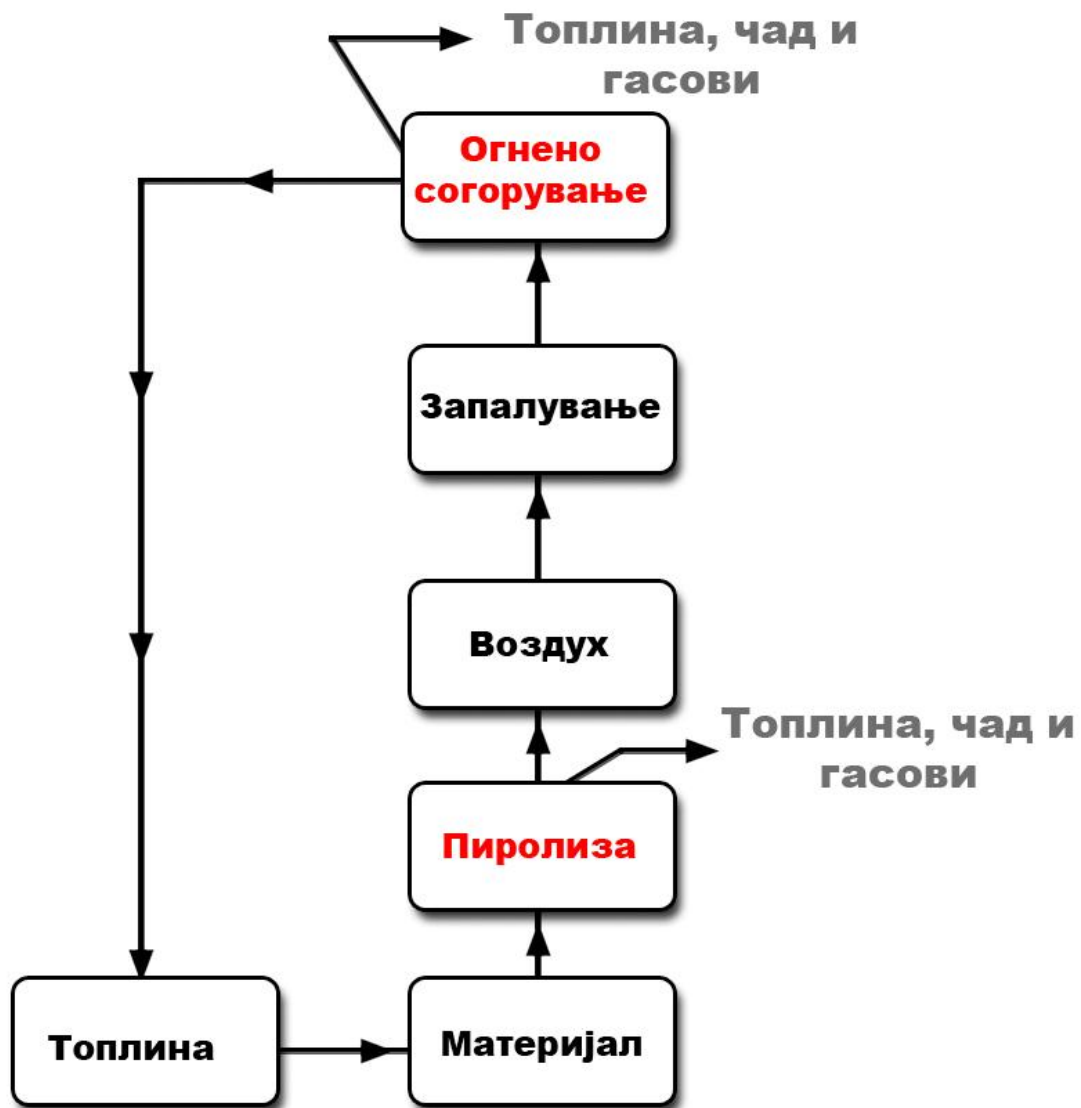 Топлина, чад и
гасови
Огнено
согорување
Запалување
Воздух
Топлина, чад и
гасови
Пиролиза
Топлина
Материјал